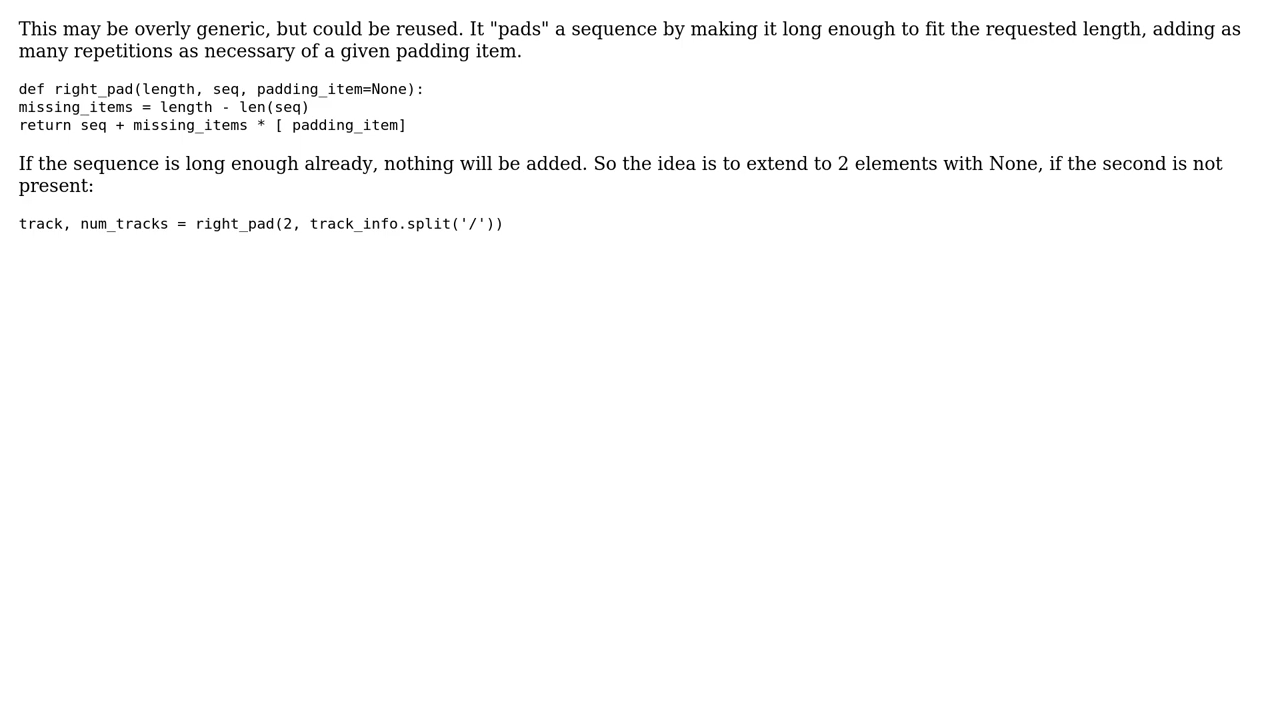 This may be overly generic, but could be reused. It "pads" a sequence by making it long enough to fit the requested length, adding as
many repetitions as necessary of a given padding item.
def right_pad(length, seq, padding_item=None):
missing_items = length - len(seq)
return seq + missing_items * [ padding_item]
If the sequence is long enough already, nothing will be added. So the idea is to extend to 2 elements with None, if the second is not
present:
track, num_tracks = right_pad(2, track_info.split('/'))